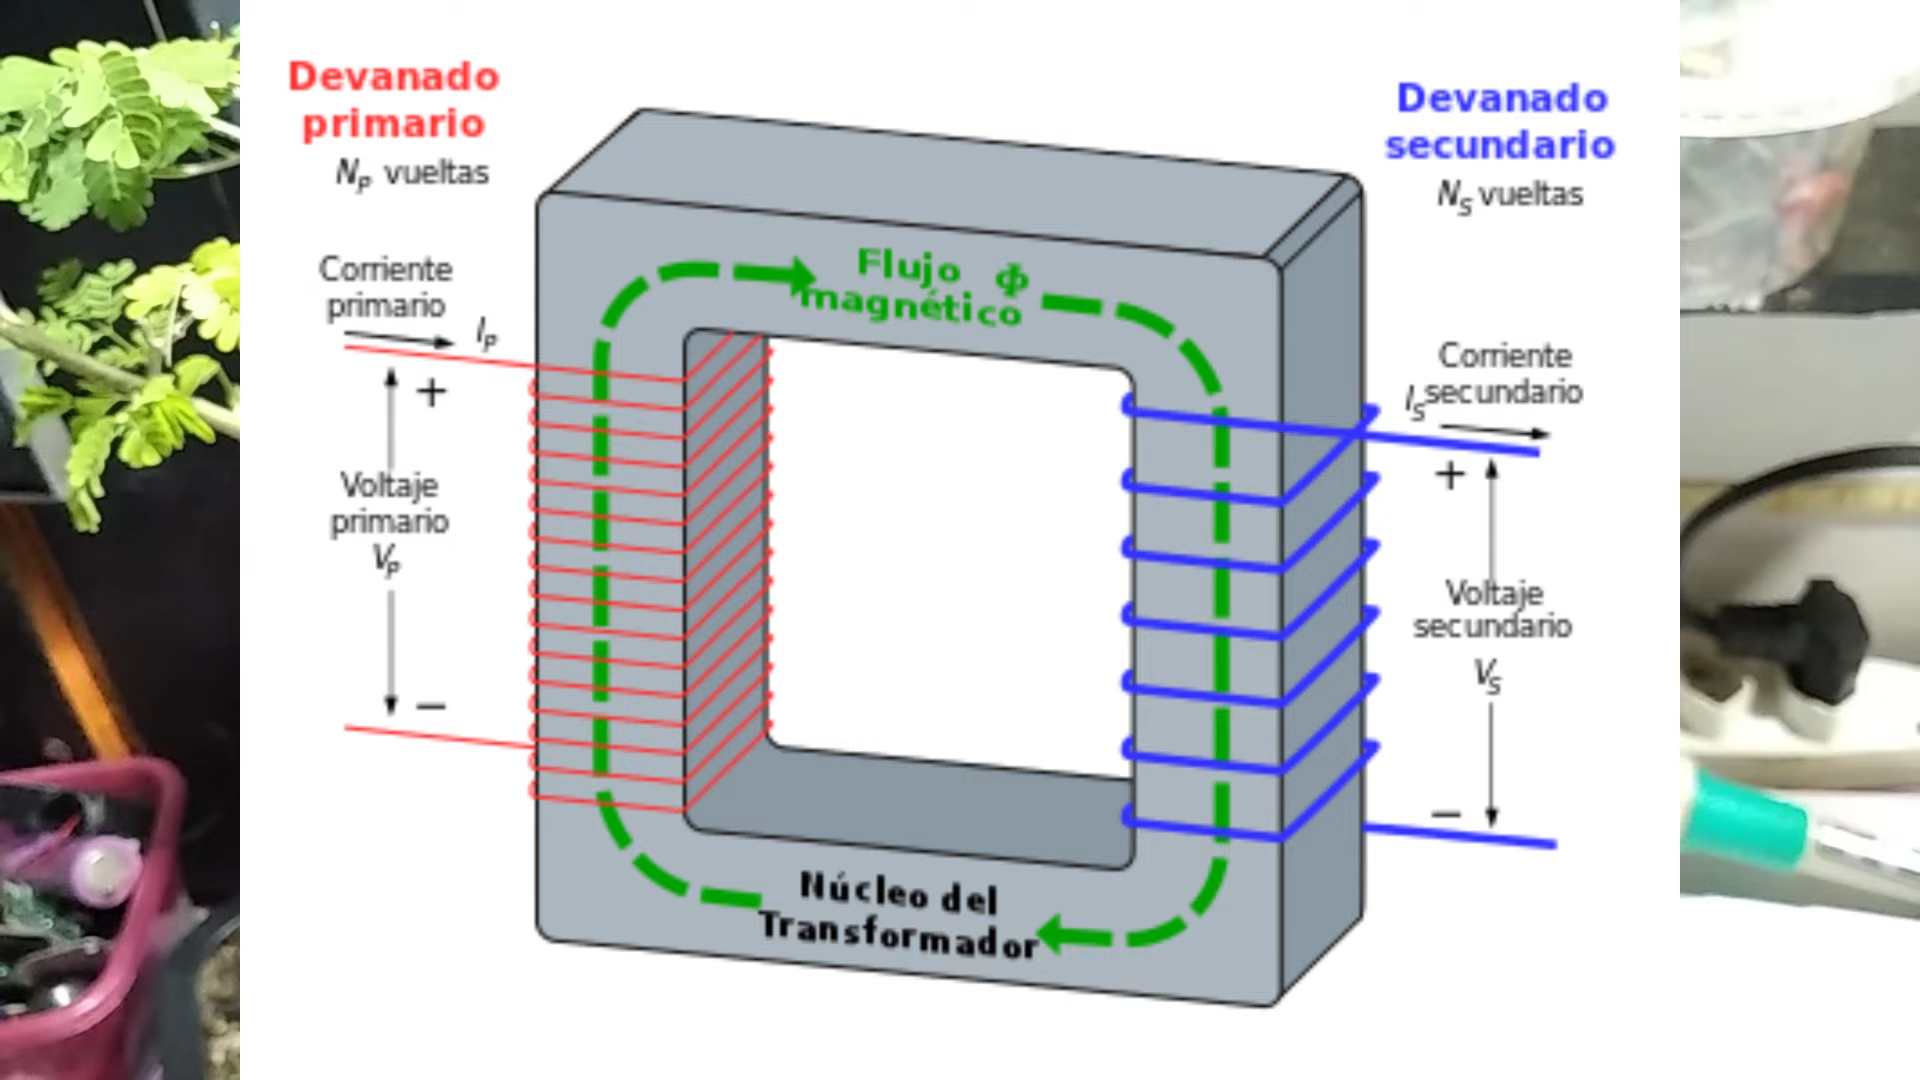 Devanado
primario
Np vueltas
Devanado
secundario
Ns vueltas
Corriente
primario
Ip
+
Voltaje
primario
Vp
−
Flujo Φ
magnético
Corriente
Is secundario
+
Voltaje
secundario
Vs
−
Núcleo del
Transformador